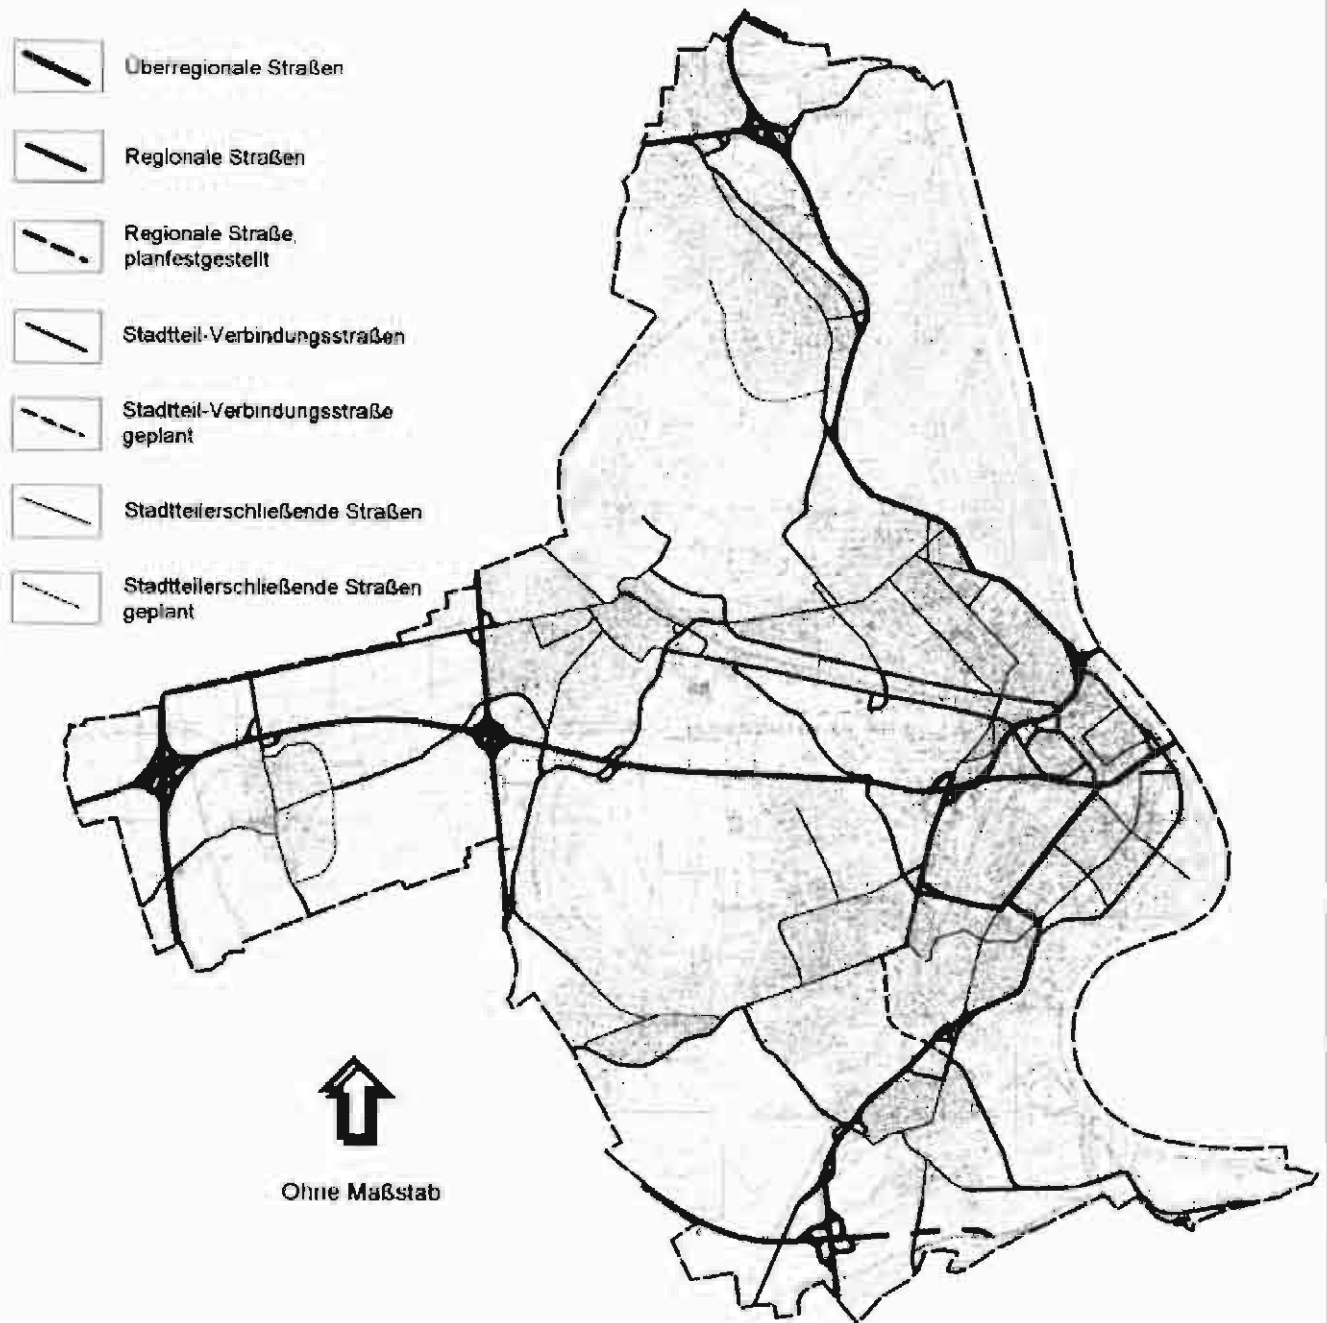 Überregionale Straßen
Regionale Straßen
Regionale Straße
planfestgestellt
Stadtteil-Verbindungsstraßen
Stadtteil-Verbindungsstraße
geplant
Stadtteilerschließende Straßen
Stadtteilerschließende Straßen
geplant
Ohne Maßstab